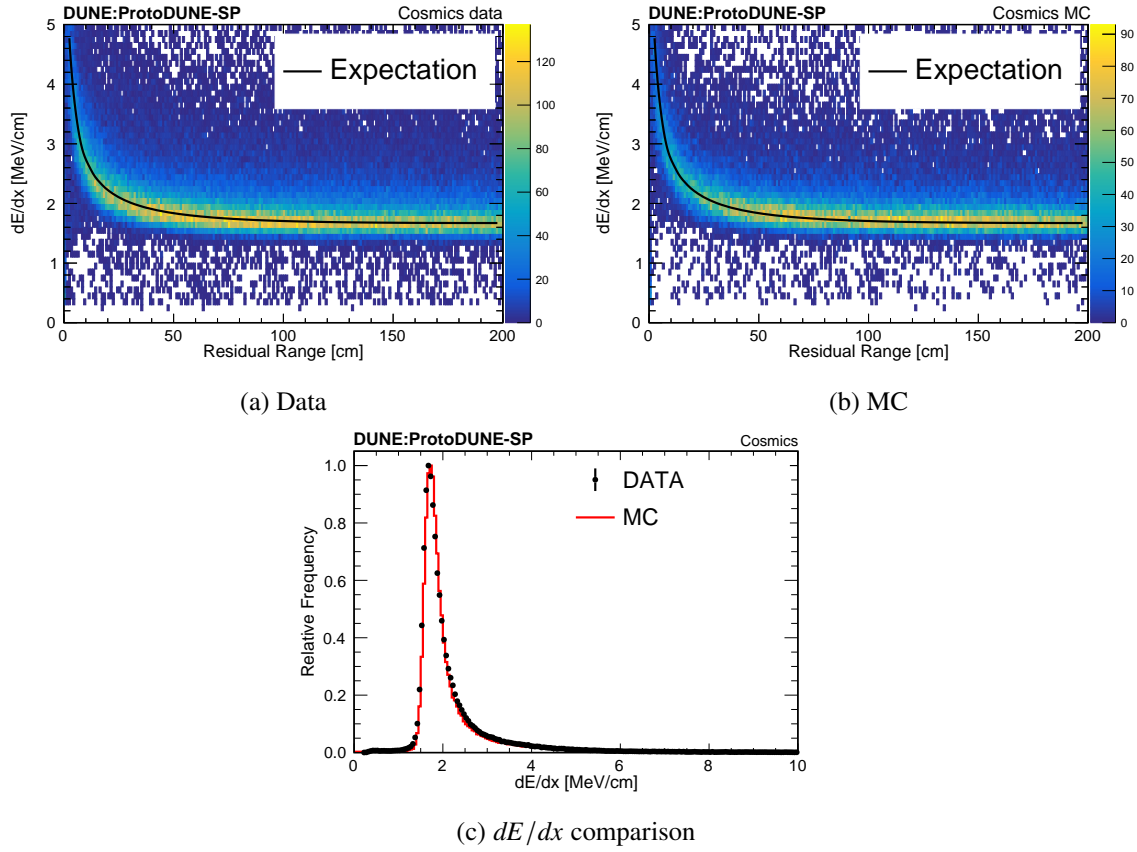 DUNE:ProtoDUNE-SP Cosmics data
5
4
3
2
1
0
dE/dx [MeV/cm]
Expectation
0 50 100 150 200
Residual Range [cm]
120
100
80
60
40
20
0
(a) Data
DUNE:ProtoDUNE-SP Cosmics MC
5
4
3
2
1
0
dE/dx [MeV/cm]
Expectation
0 50 100 150 200
Residual Range [cm]
90
80
70
60
50
40
30
20
10
0
(b) MC
DUNE:ProtoDUNE-SP Cosmics
1.0
0.8
0.6
0.4
0.2
0.0
Relative Frequency
DATA
MC
0 2 4 6 8 10
dE/dx [MeV/cm]
(c) dE/dx comparison